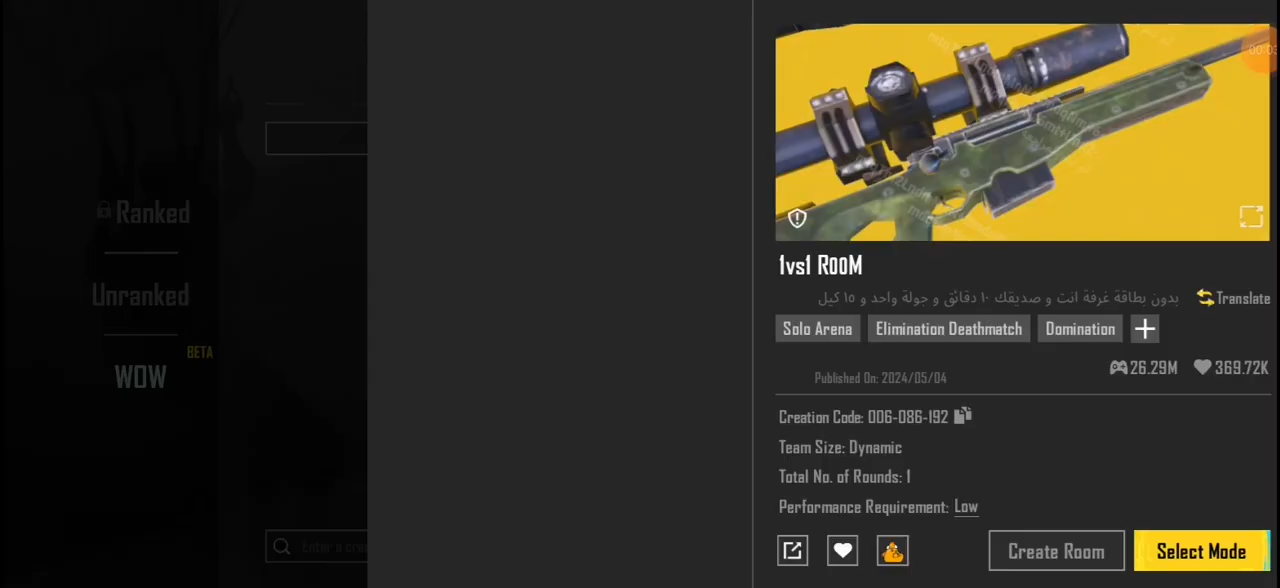 Ranked
Unranked
BETA
WOW
1vs1 R00M
بدون بطاقة غرفة انت و صديقك ١٠ دقائق و جولة واحد و ١٥ كيل
Translate
Solo Arena
Elimination Deathmatch
Domination
Published On: 2024/05/04
26.29M
369.72K
Creation Code: 006-086-192
Team Size: Dynamic
Total No. of Rounds: 1
Performance Requirement: Low
Create Room
Select Mode